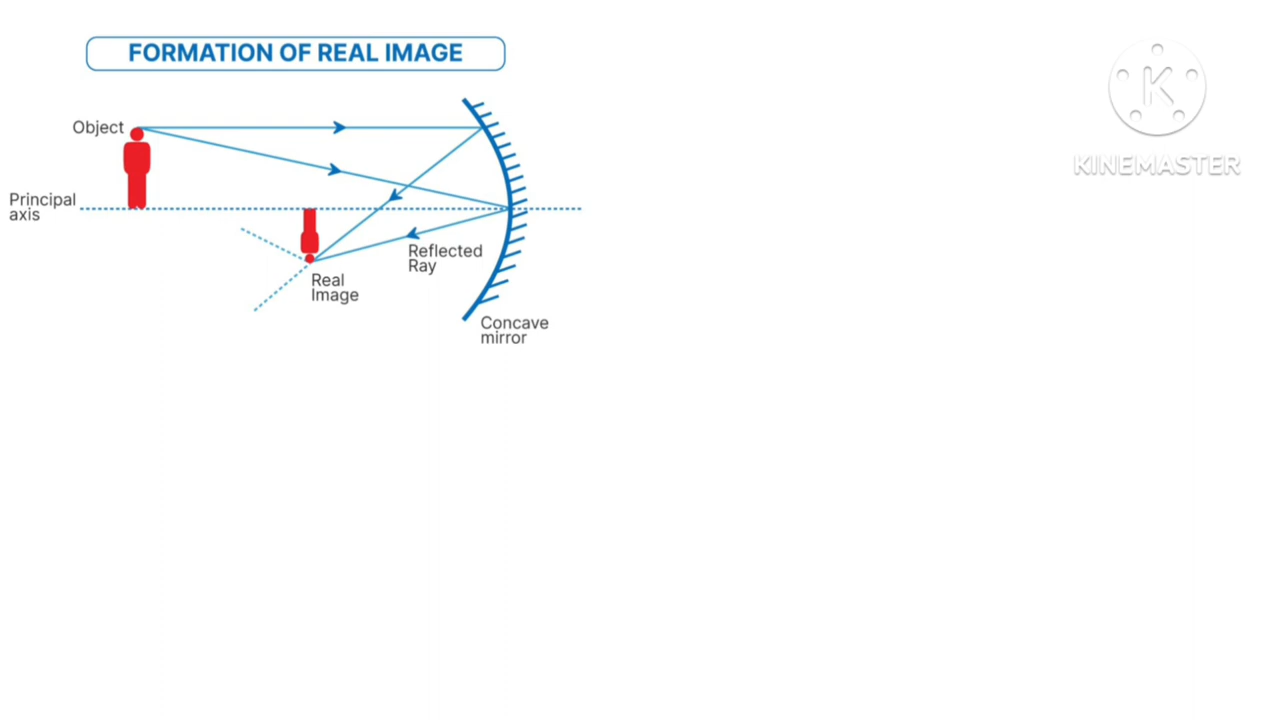 FORMATION OF REAL IMAGE
Object
Principal
axis
Reflected
Ray
Real
Image
Concave
mirror
K
KINEMASTER